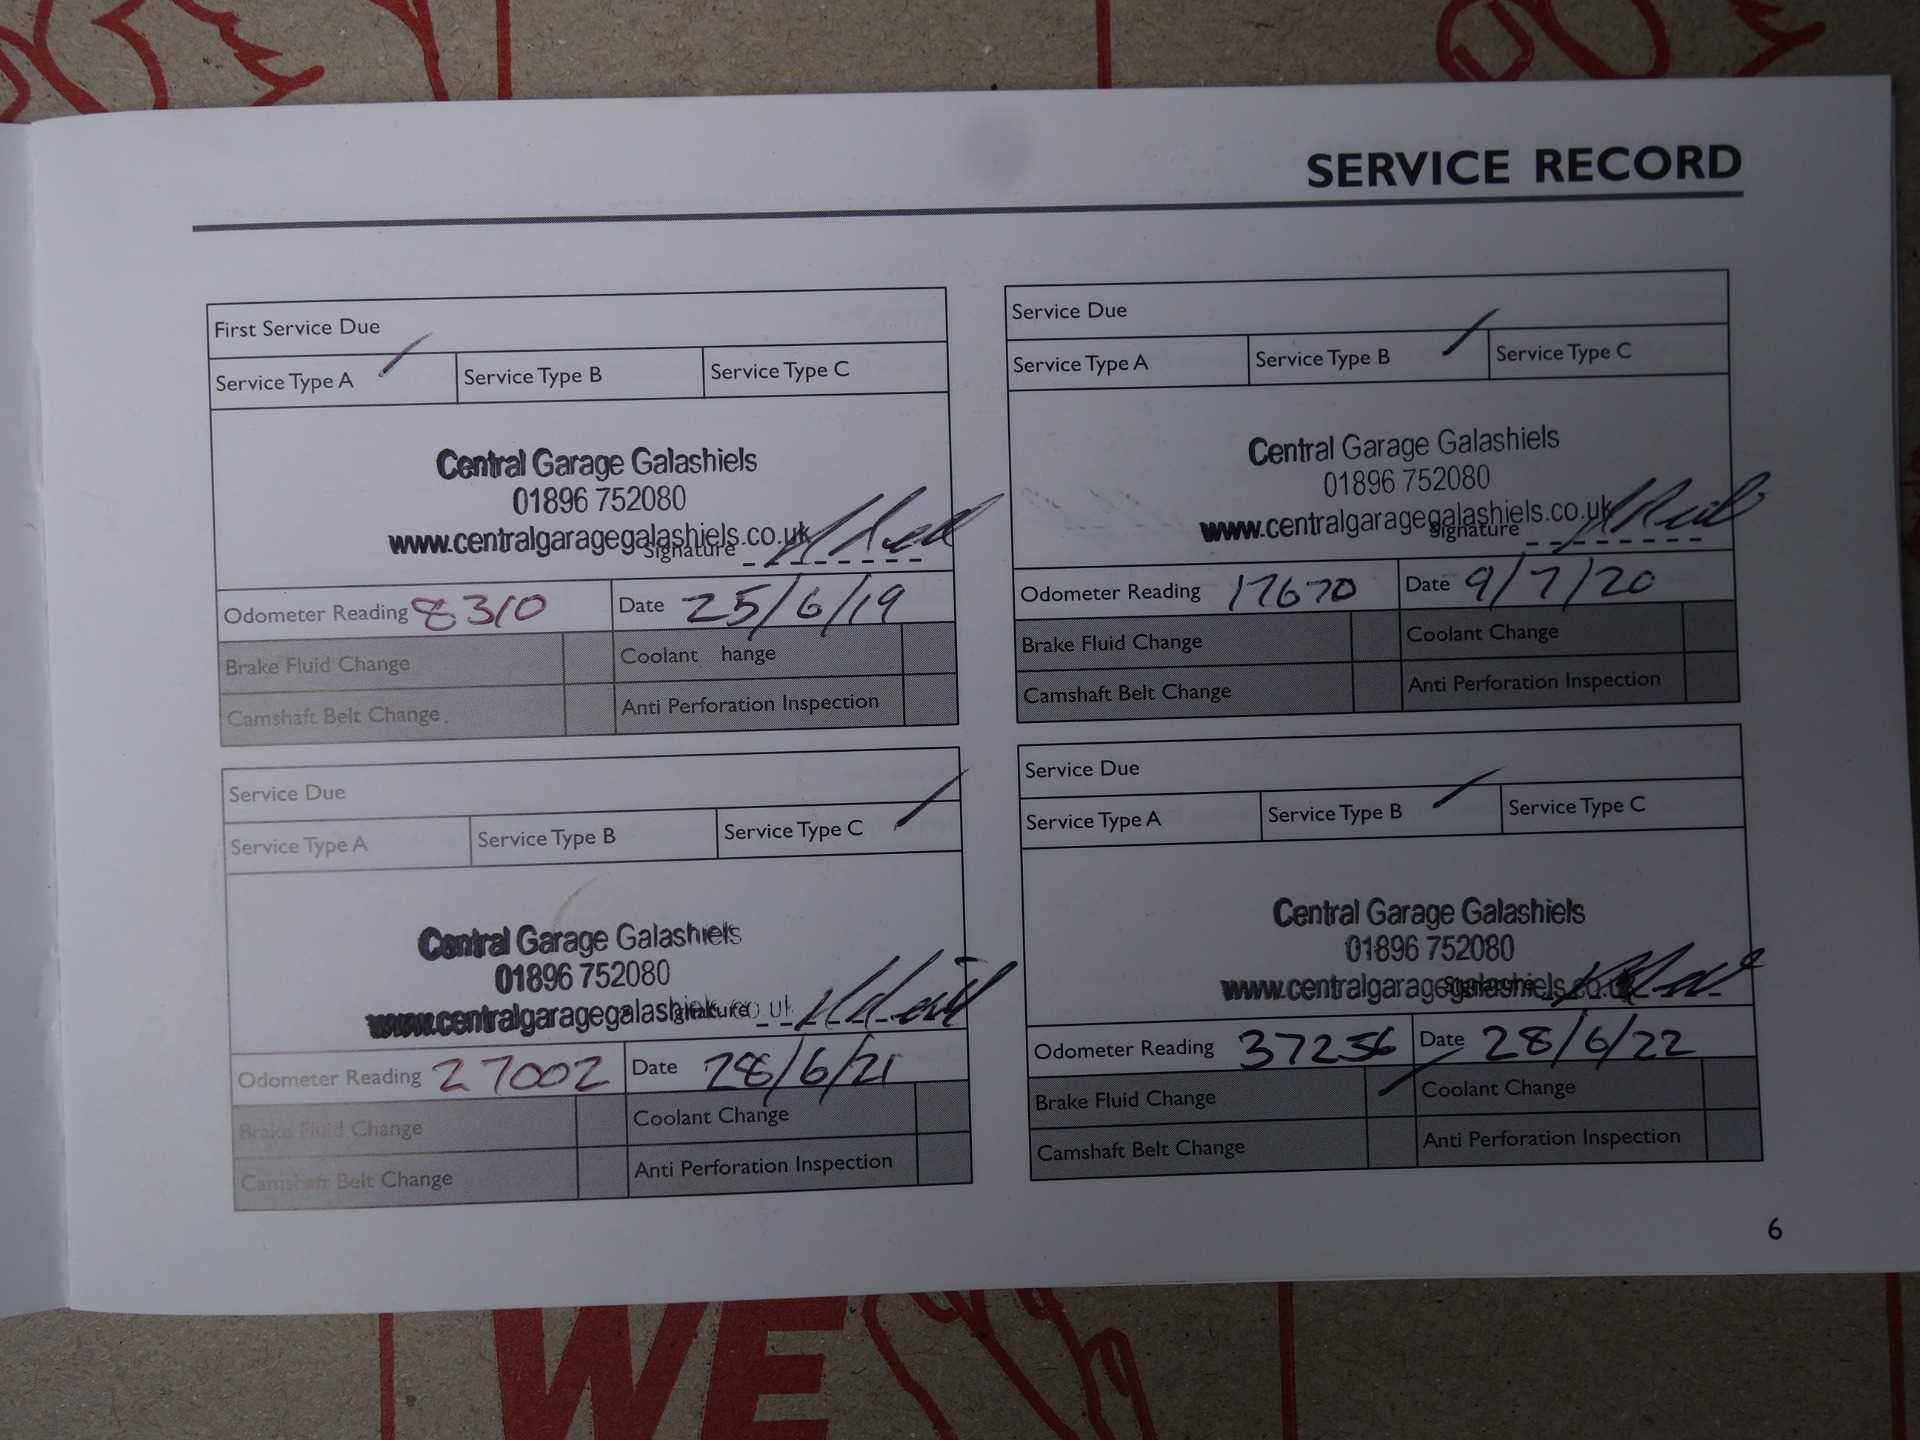 SERVICE RECORD
First Service Due
Service Type A Service Type B Service Type C
Central Garage Galashiels
01896 752080
www.centralgaragegalashiels.co.uk
Signature
Odometer Reading 8310 Date 25/6/19
Brake Fluid Change Coolant hange
Camshaft Belt Change Anti Perforation Inspection
Service Due
Service Type A Service Type B Service Type C
Central Garage Galashiels
01896 752080
www.centralgaragegalashiels.co.uk
Signature
Odometer Reading 17670 Date 9/7/20
Brake Fluid Change Coolant Change
Camshaft Belt Change Anti Perforation Inspection
Service Due
Service Type A Service Type B Service Type C
Central Garage Galashiels
01896 752080
www.centralgaragegalashiels.co.uk
Signature
Odometer Reading 27002 Date 28/6/21
Brake Fluid Change Coolant Change
Camshaft Belt Change Anti Perforation Inspection
Service Due
Service Type A Service Type B Service Type C
Central Garage Galashiels
01896 752080
www.centralgaragegalashiels.co.uk
Signature
Odometer Reading 37256 Date 28/6/22
Brake Fluid Change Coolant Change
Camshaft Belt Change Anti Perforation Inspection
6
WE